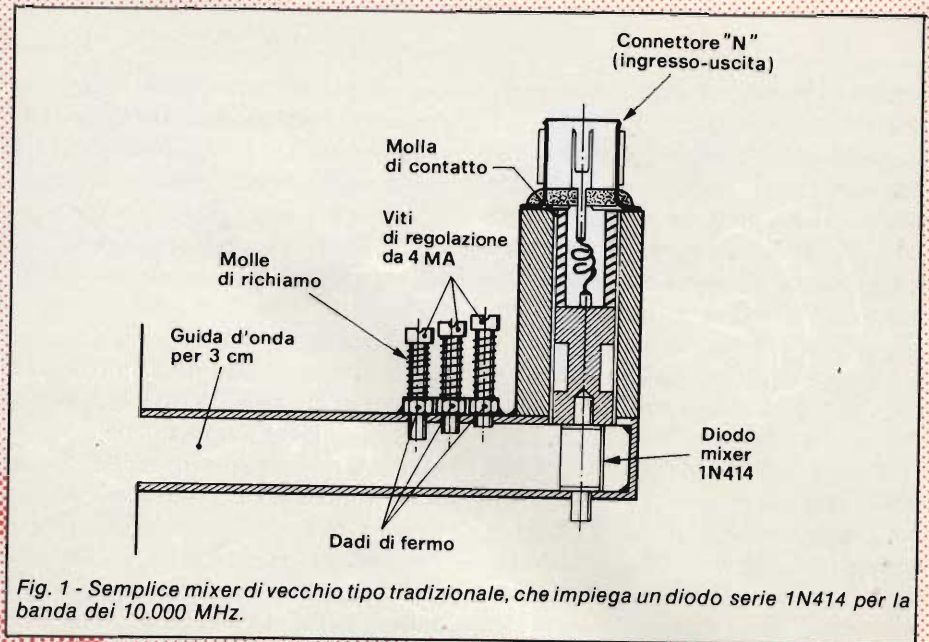 Connettore "N"
(ingresso-uscita)
Molla
di contatto
Viti
di regolazione
da 4 MA
Molle
di richiamo
Guida d'onda
per 3 cm
Diodo
mixer
1N414
Dadi di fermo
Fig. 1 - Semplice mixer di vecchio tipo tradizionale, che impiega un diodo serie 1N414 per la
banda dei 10.000 MHz.